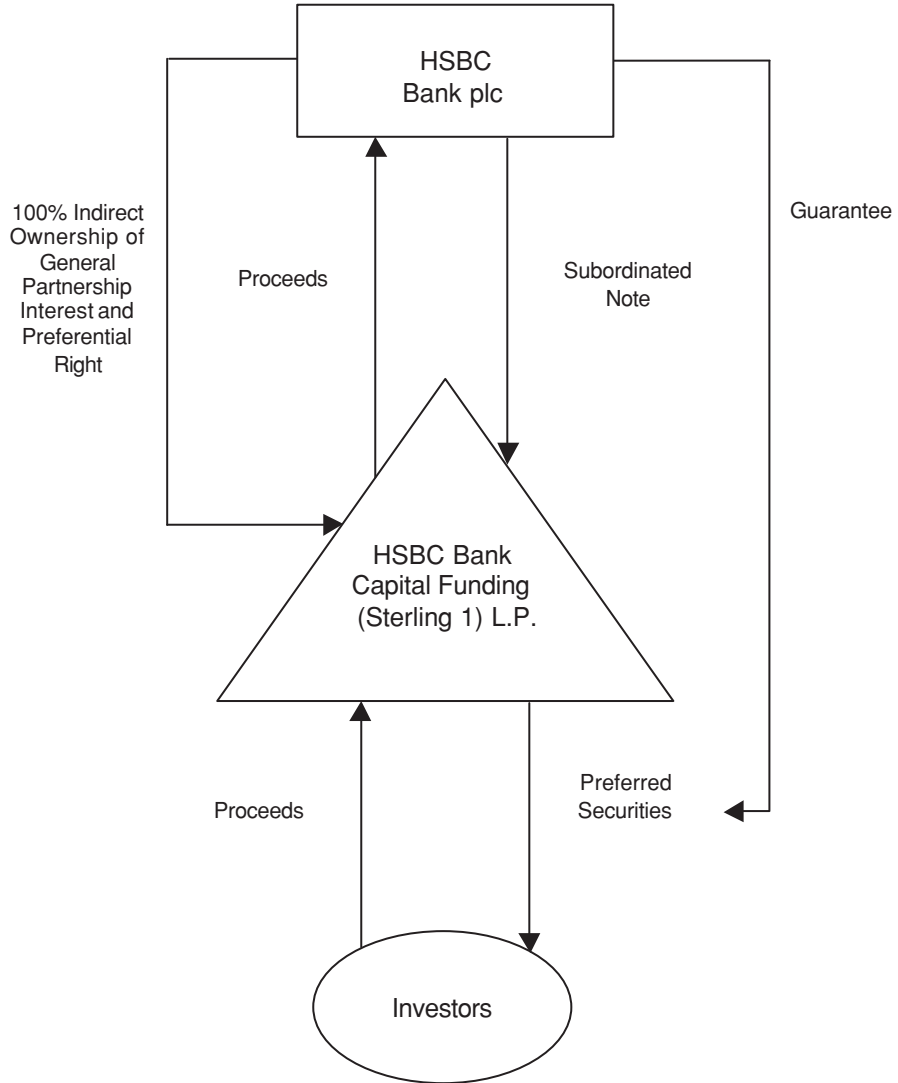 HSBC
Bank plc
100% Indirect
Ownership of
General
Partnership
Interest and
Preferential
Right
Proceeds
Subordinated
Note
Guarantee
HSBC Bank
Capital Funding
(Sterling 1) L.P.
Proceeds
Preferred
Securities
Investors